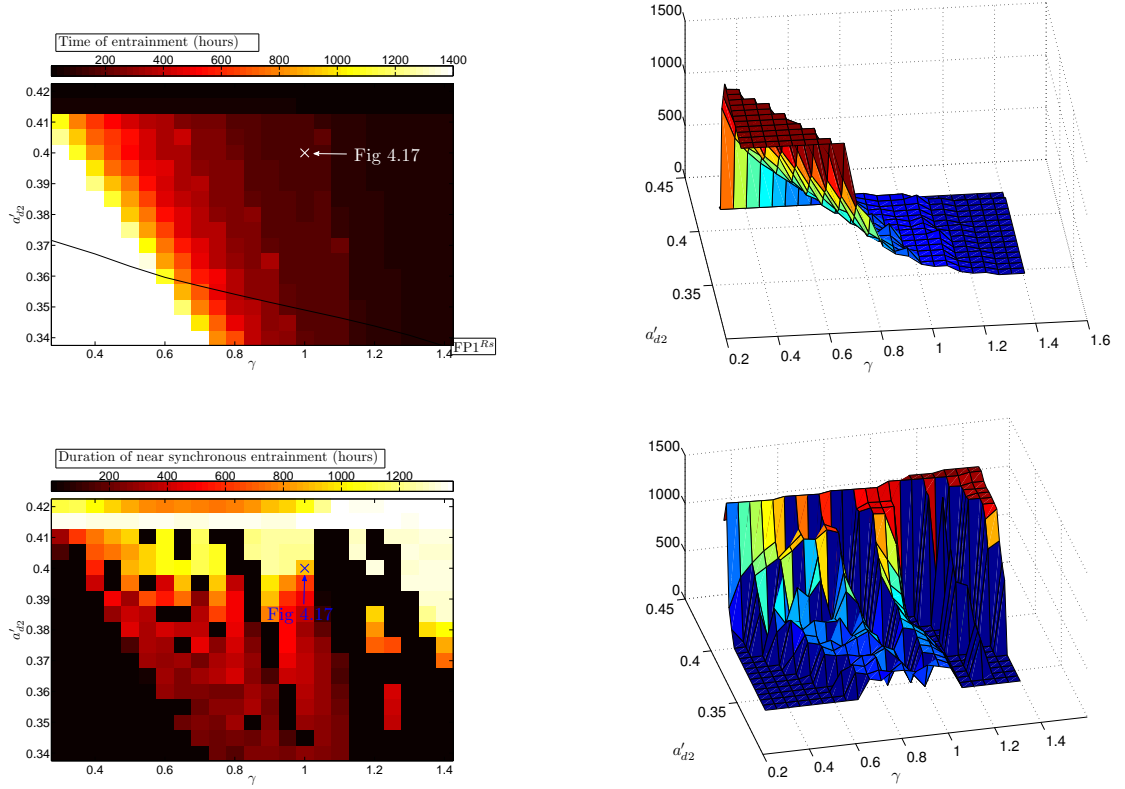 Time of entrainment (hours)
200 400 600 800 1000 1200 1400
0.42
0.41
0.4
0.39
0.38
0.37
0.36
0.35
0.34
a′d2
Fig 4.17
0.4 0.6 0.8 1 1.2 1.4
γ
FP1^Rs
1500
1000
500
0
0.45
0.4
0.35
a′d2
0.2 0.4 0.6 0.8 1 1.2 1.4 1.6
γ
Duration of near synchronous entrainment (hours)
200 400 600 800 1000 1200
0.42
0.41
0.4
0.39
0.38
0.37
0.36
0.35
0.34
a′d2
Fig 4.17
0.4 0.6 0.8 1 1.2 1.4
γ
1500
1000
500
0
0.45
0.4
0.35
a′d2
0.2 0.4 0.6 0.8 1 1.2 1.4
γ